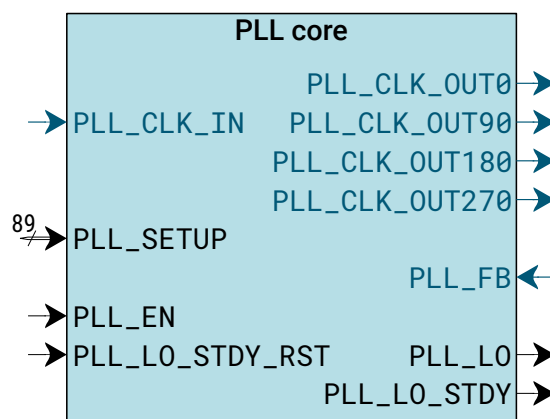 PLL core
PLL_CLK_OUT0
PLL_CLK_IN PLL_CLK_OUT90
PLL_CLK_OUT180
PLL_CLK_OUT270
89
PLL_SETUP
PLL_FB
PLL_EN
PLL_LO_STDY_RST PLL_LO
PLL_LO_STDY